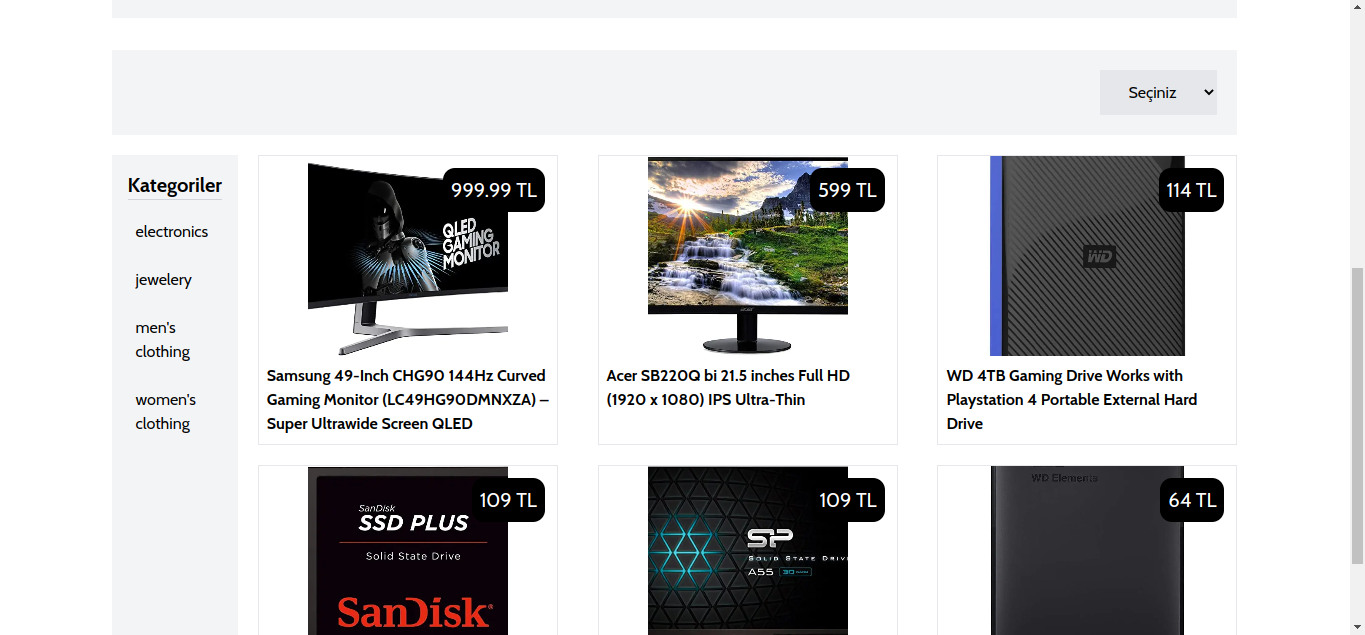 Seçiniz
Kategoriler
electronics
jewelery
men's
clothing
women's
clothing
999.99 TL
QLED
GAMING
MONITOR
Samsung 49-Inch CHG90 144Hz Curved
Gaming Monitor (LC49HG90DMNXZA) –
Super Ultrawide Screen QLED
599 TL
acer
Acer SB220Q bi 21.5 inches Full HD
(1920 x 1080) IPS Ultra-Thin
114 TL
WD
WD 4TB Gaming Drive Works with
Playstation 4 Portable External Hard
Drive
109 TL
SanDisk
SSD PLUS
Solid State Drive
SanDisk®
109 TL
SP
SOLID STATE DRIV
A55
64 TL
WD Elements